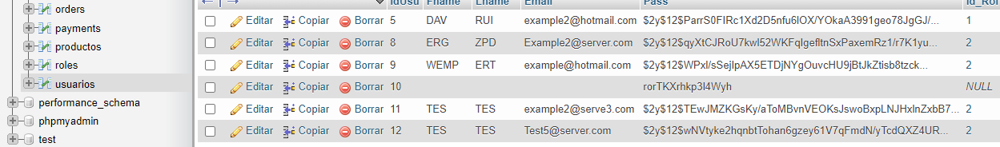 orders
payments
productos
roles
usuarios
performance_schema
phpmyadmin
test
IdUsu Fname Lname Email Pass Id_Rol
Editar Copiar Borrar 5 DAV RUI example2@hotmail.com $2y$12$ParrS0FIRc1Xd2D5nfu6lOX/YOkaA3991geo78JgGJ/... 1
Editar Copiar Borrar 8 ERG ZPD Example2@server.com $2y$12$qyXtCJRoU7kwl52WKFqIgefltnSxPaxemRz1/r7K1yu... 2
Editar Copiar Borrar 9 WEMP ERT example@hotmail.com $2y$12$WPxl/sSejlpAX5ETDjNYgOuvcHU9jBtJkZtisb8tzck... 2
Editar Copiar Borrar 10 rorTKXrhkp3I4Wyh NULL
Editar Copiar Borrar 11 TES TES example2@serve3.com $2y$12$TEwJMZKGsKy/aToMBvnVEOKsJswoBxpLNJHxlnZxbB7... 2
Editar Copiar Borrar 12 TES TES Test5@server.com $2y$12$wNVtyke2hqnbtTohan6gzey61V7qFmdN/yTcdQXZ4UR... 2